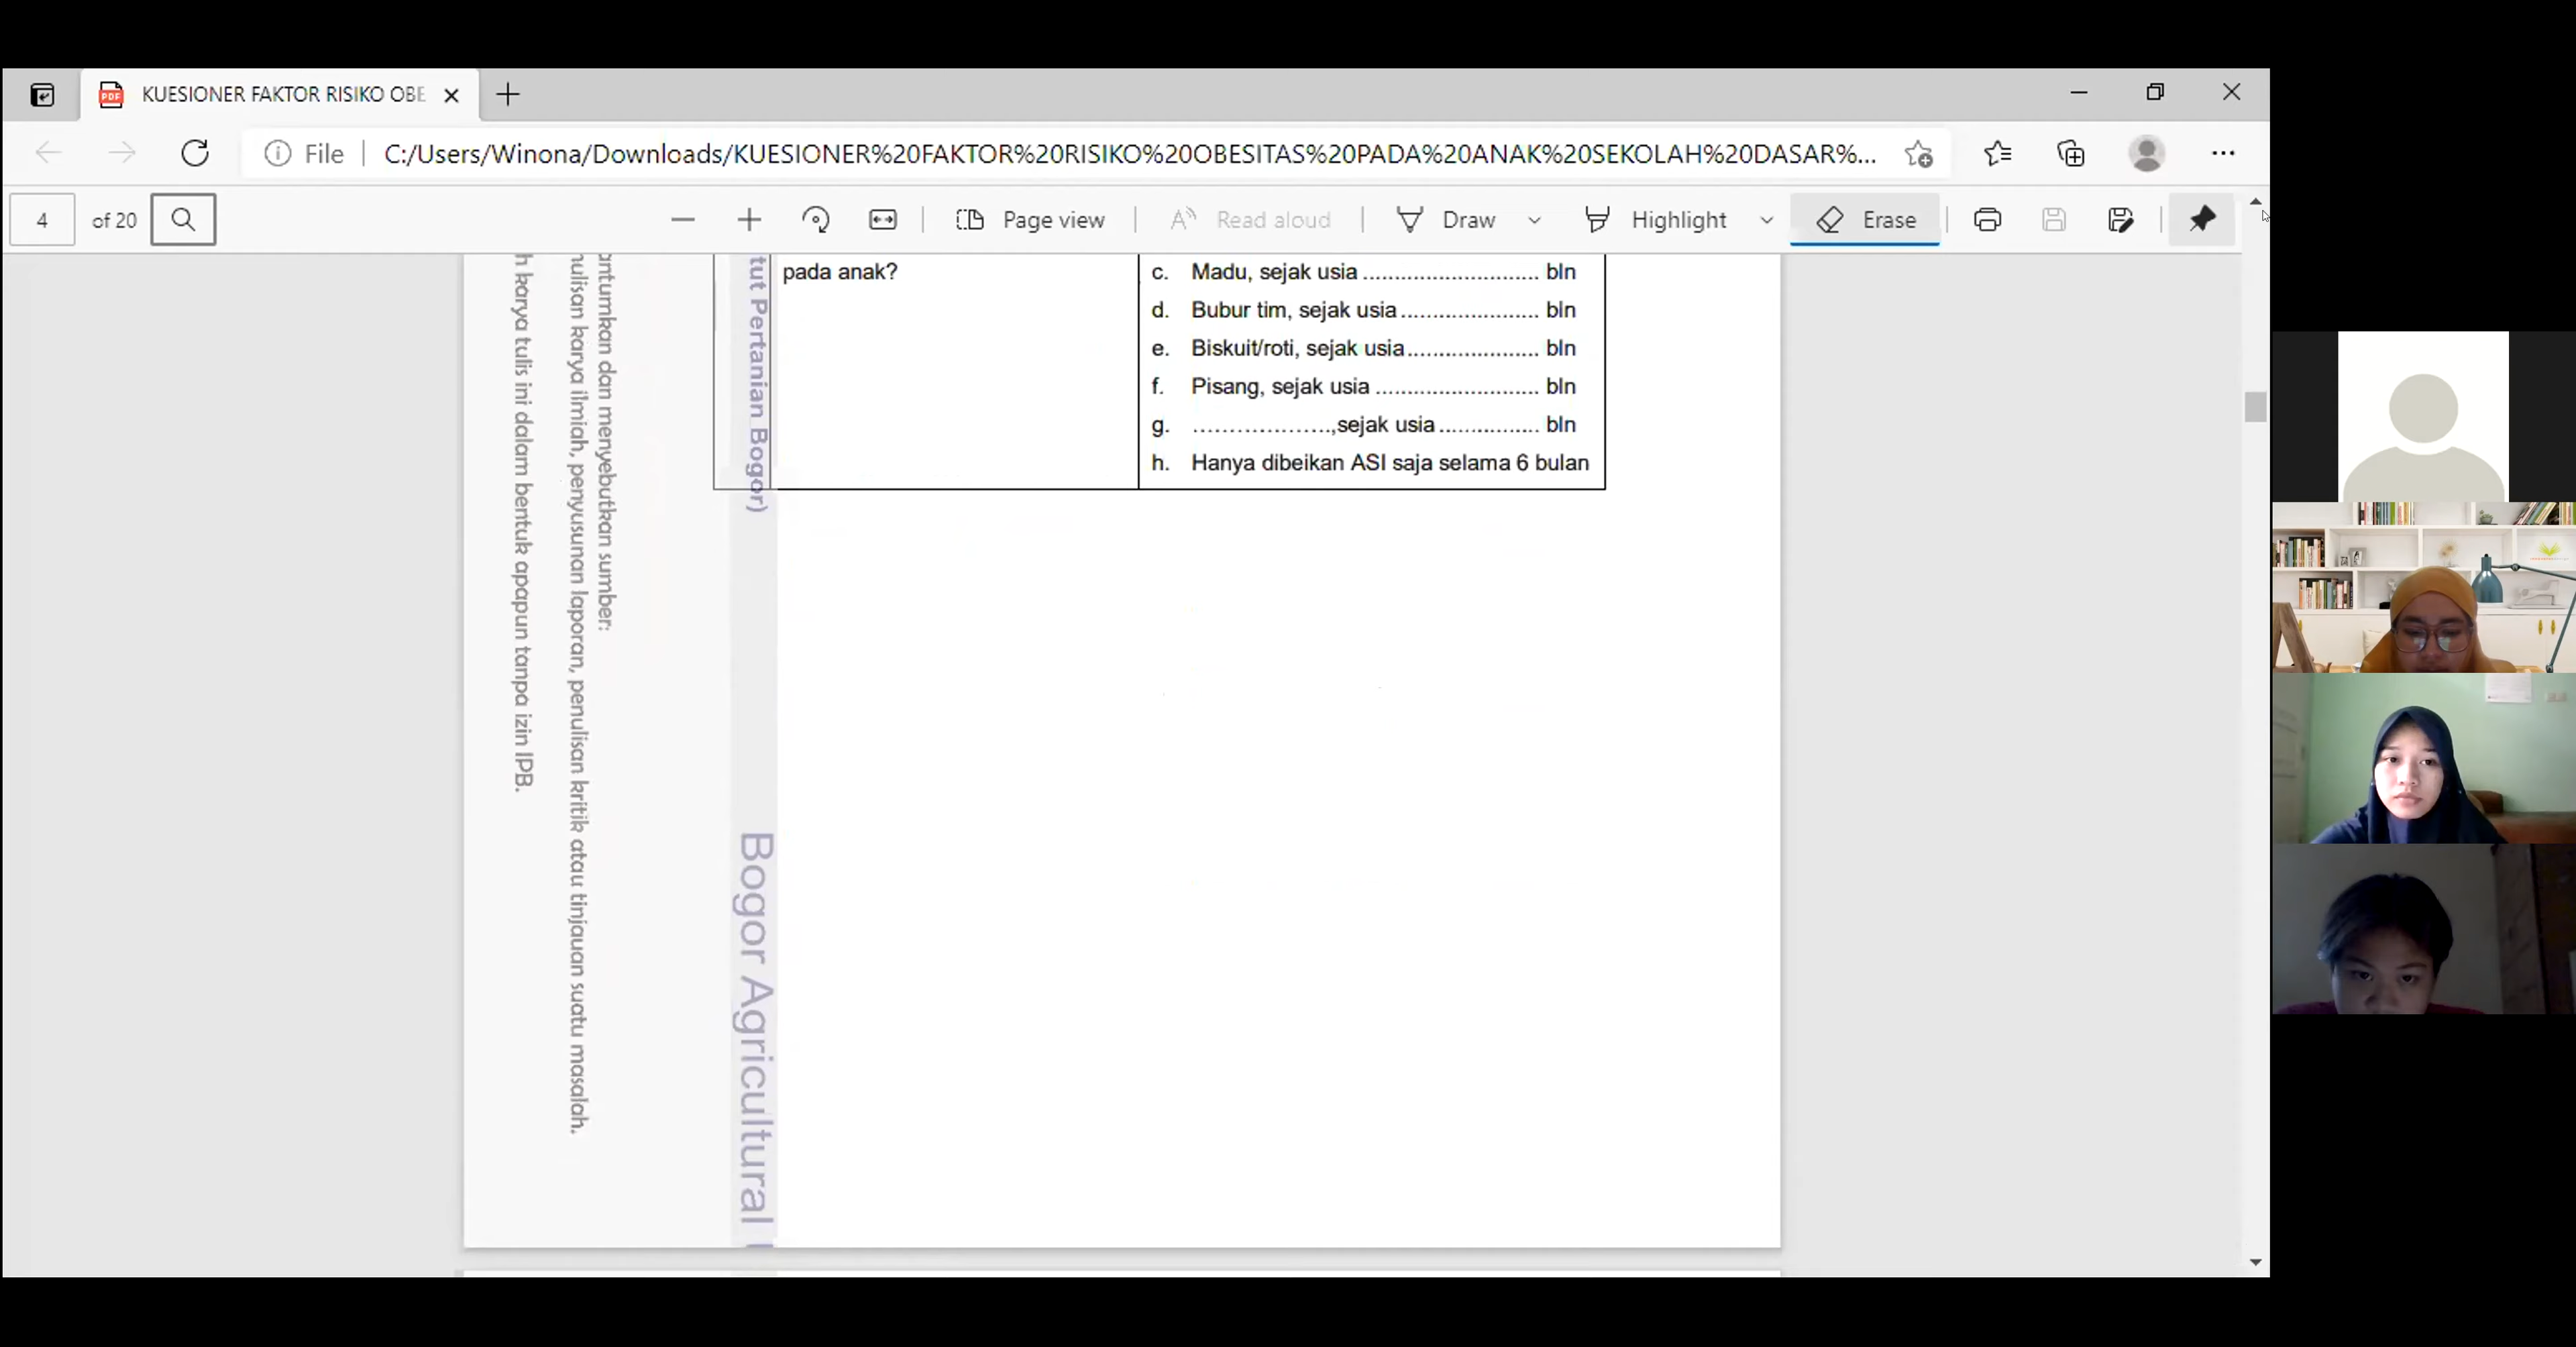 KUESIONER FAKTOR RISIKO OBE
File
C:/Users/Winona/Downloads/KUESIONER%20FAKTOR%20RISIKO%20OBESITAS%20PADA%20ANAK%20SEKOLAH%20DASAR%...
4 of 20
Page view
Read aloud
Draw
Highlight
Erase
pada anak?
c. Madu, sejak usia ............................ bln
d. Bubur tim, sejak usia...................... bln
e. Biskuit/roti, sejak usia..................... bln
f. Pisang, sejak usia .......................... bln
g. ...................,sejak usia................ bln
h. Hanya dibeikan ASI saja selama 6 bulan
antumkan dan menyebutkan sumber:
nulisan karya ilmiah, penyusunan laporan, penulisan kritik atau tinjauan suatu masalah.
h karya tulis ini dalam bentuk apapun tanpa izin IPB.
tut Pertanian Bogor)
Bogor Agricultural